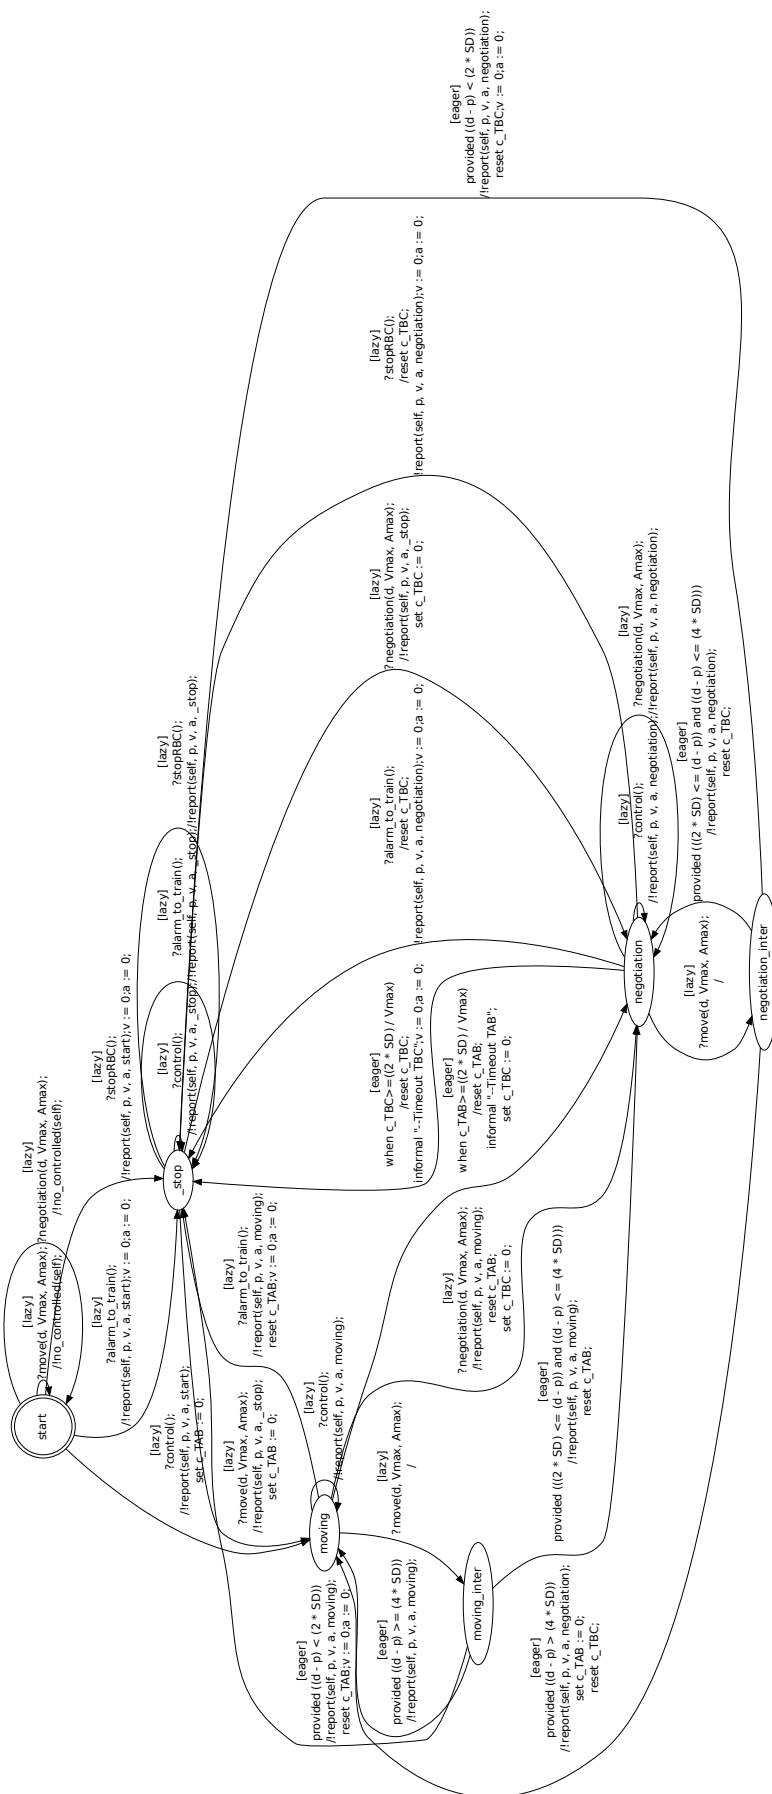 [eager]
provided ((d - p) < (2 * SD))
/!report(self, p, v, a, negotiation);
reset c_TBC;v := 0;a := 0;
[lazy]
?stopRBC();
/reset c_TBC;
!report(self, p, v, a, negotiation);v := 0;a := 0;
[lazy]
?negotiation(d, Vmax, Amax);
/!report(self, p, v, a, _stop);
set c_TBC := 0;
[lazy]
?alarm_to_train();
/reset c_TBC;
!report(self, p, v, a, negotiation);v := 0;a := 0;
[lazy]
?negotiation(d, Vmax, Amax);
/!report(self, p, v, a, negotiation);
[lazy]
?control();
/!report(self, p, v, a, negotiation);
[eager]
provided (((2 * SD) <= (d - p)) and ((d - p) <= (4 * SD)))
/!report(self, p, v, a, negotiation);
reset c_TBC;
[lazy]
?stopRBC();
/!report(self, p, v, a, _stop);
[lazy]
?alarm_to_train();
/!report(self, p, v, a, _stop);
[lazy]
?control();
/!report(self, p, v, a, _stop);
negotiation
[lazy]
?move(d, Vmax, Amax);
/
negotiation_inter
[eager]
when c_TBC>=((2 * SD) / Vmax)
/reset c_TBC;
informal "--Timeout TBC";v := 0;a := 0;
[eager]
when c_TAB>=((2 * SD) / Vmax)
/reset c_TAB;
informal "--Timeout TAB";
set c_TBC := 0;
[lazy]
?stopRBC();
/!report(self, p, v, a, start);v := 0;a := 0;
_stop
[lazy]
?negotiation(d, Vmax, Amax);
/!no_controlled(self);
[lazy]
?move(d, Vmax, Amax);
/!no_controlled(self);
[lazy]
?alarm_to_train();
/!report(self, p, v, a, start);v := 0;a := 0;
start
[lazy]
?alarm_to_train();
/!report(self, p, v, a, moving);
reset c_TAB;v := 0;a := 0;
[lazy]
?negotiation(d, Vmax, Amax);
/!report(self, p, v, a, moving);
reset c_TAB;
set c_TBC := 0;
[lazy]
?control();
/!report(self, p, v, a, start);
set c_TAB := 0;
[lazy]
?move(d, Vmax, Amax);
/!report(self, p, v, a, _stop);
set c_TAB := 0;
[lazy]
?control();
/!report(self, p, v, a, moving);
[lazy]
?move(d, Vmax, Amax);
/
[eager]
provided (((2 * SD) <= (d - p)) and ((d - p) <= (4 * SD)))
/!report(self, p, v, a, moving);
reset c_TAB;
moving
moving_inter
[eager]
provided ((d - p) < (2 * SD))
/!report(self, p, v, a, moving);
reset c_TAB;v := 0;a := 0;
[eager]
provided ((d - p) >= (4 * SD))
/!report(self, p, v, a, moving);
[eager]
provided ((d - p) > (4 * SD))
/!report(self, p, v, a, negotiation);
set c_TAB := 0;
reset c_TBC;